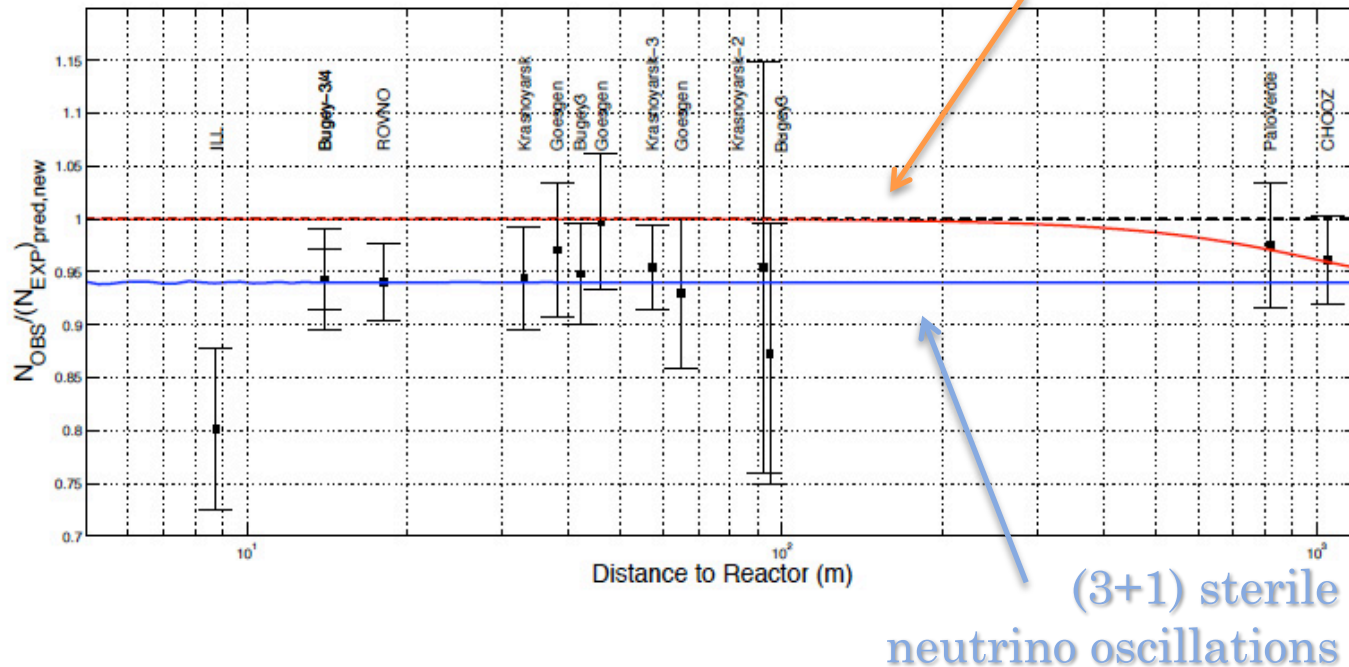 1.15
1.1
1.05
1
0.95
0.9
0.85
0.8
0.75
0.7
N_OBS/(N_EXP)_pred,new
ILL
Bugey-3/4
ROVNO
Krasnoyarsk
Goesgen
Bugey3
Goesgen
Krasnoyarsk-3
Goesgen
Krasnoyarsk-2
Bugey3
PaloVerde
CHOOZ
10¹
10²
10³
Distance to Reactor (m)
(3+1) sterile
neutrino oscillations